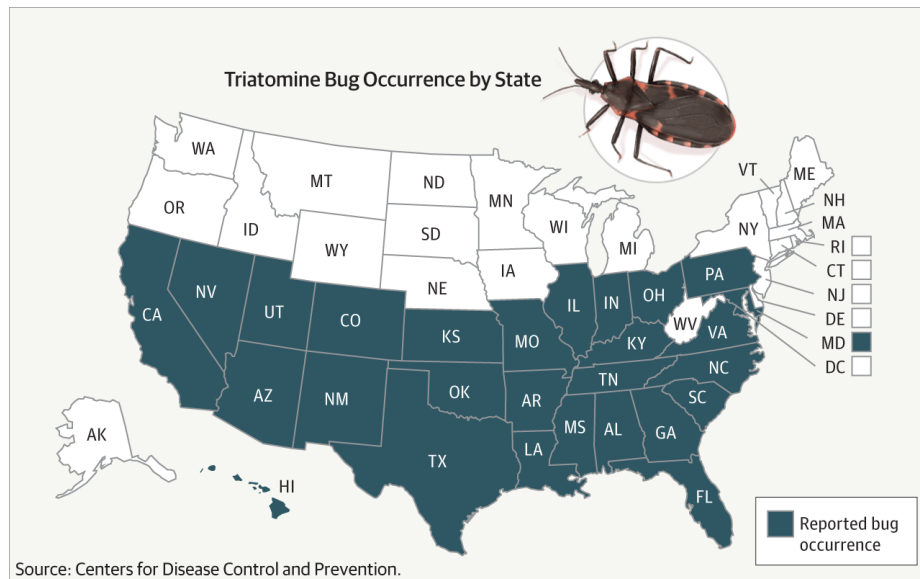 Triatomine Bug Occurrence by State
WA
MT
ND
MN
VT
ME
NH
MA
OR
ID
WI
NY
RI
SD
MI
CT
WY
IA
PA
NJ
NE
OH
DE
NV
UT
IL
IN
WV
MD
CA
CO
KS
MO
KY
VA
DC
NC
TN
AZ
NM
OK
AR
SC
MS
AL
GA
AK
LA
TX
HI
FL
Reported bug
occurrence
Source: Centers for Disease Control and Prevention.